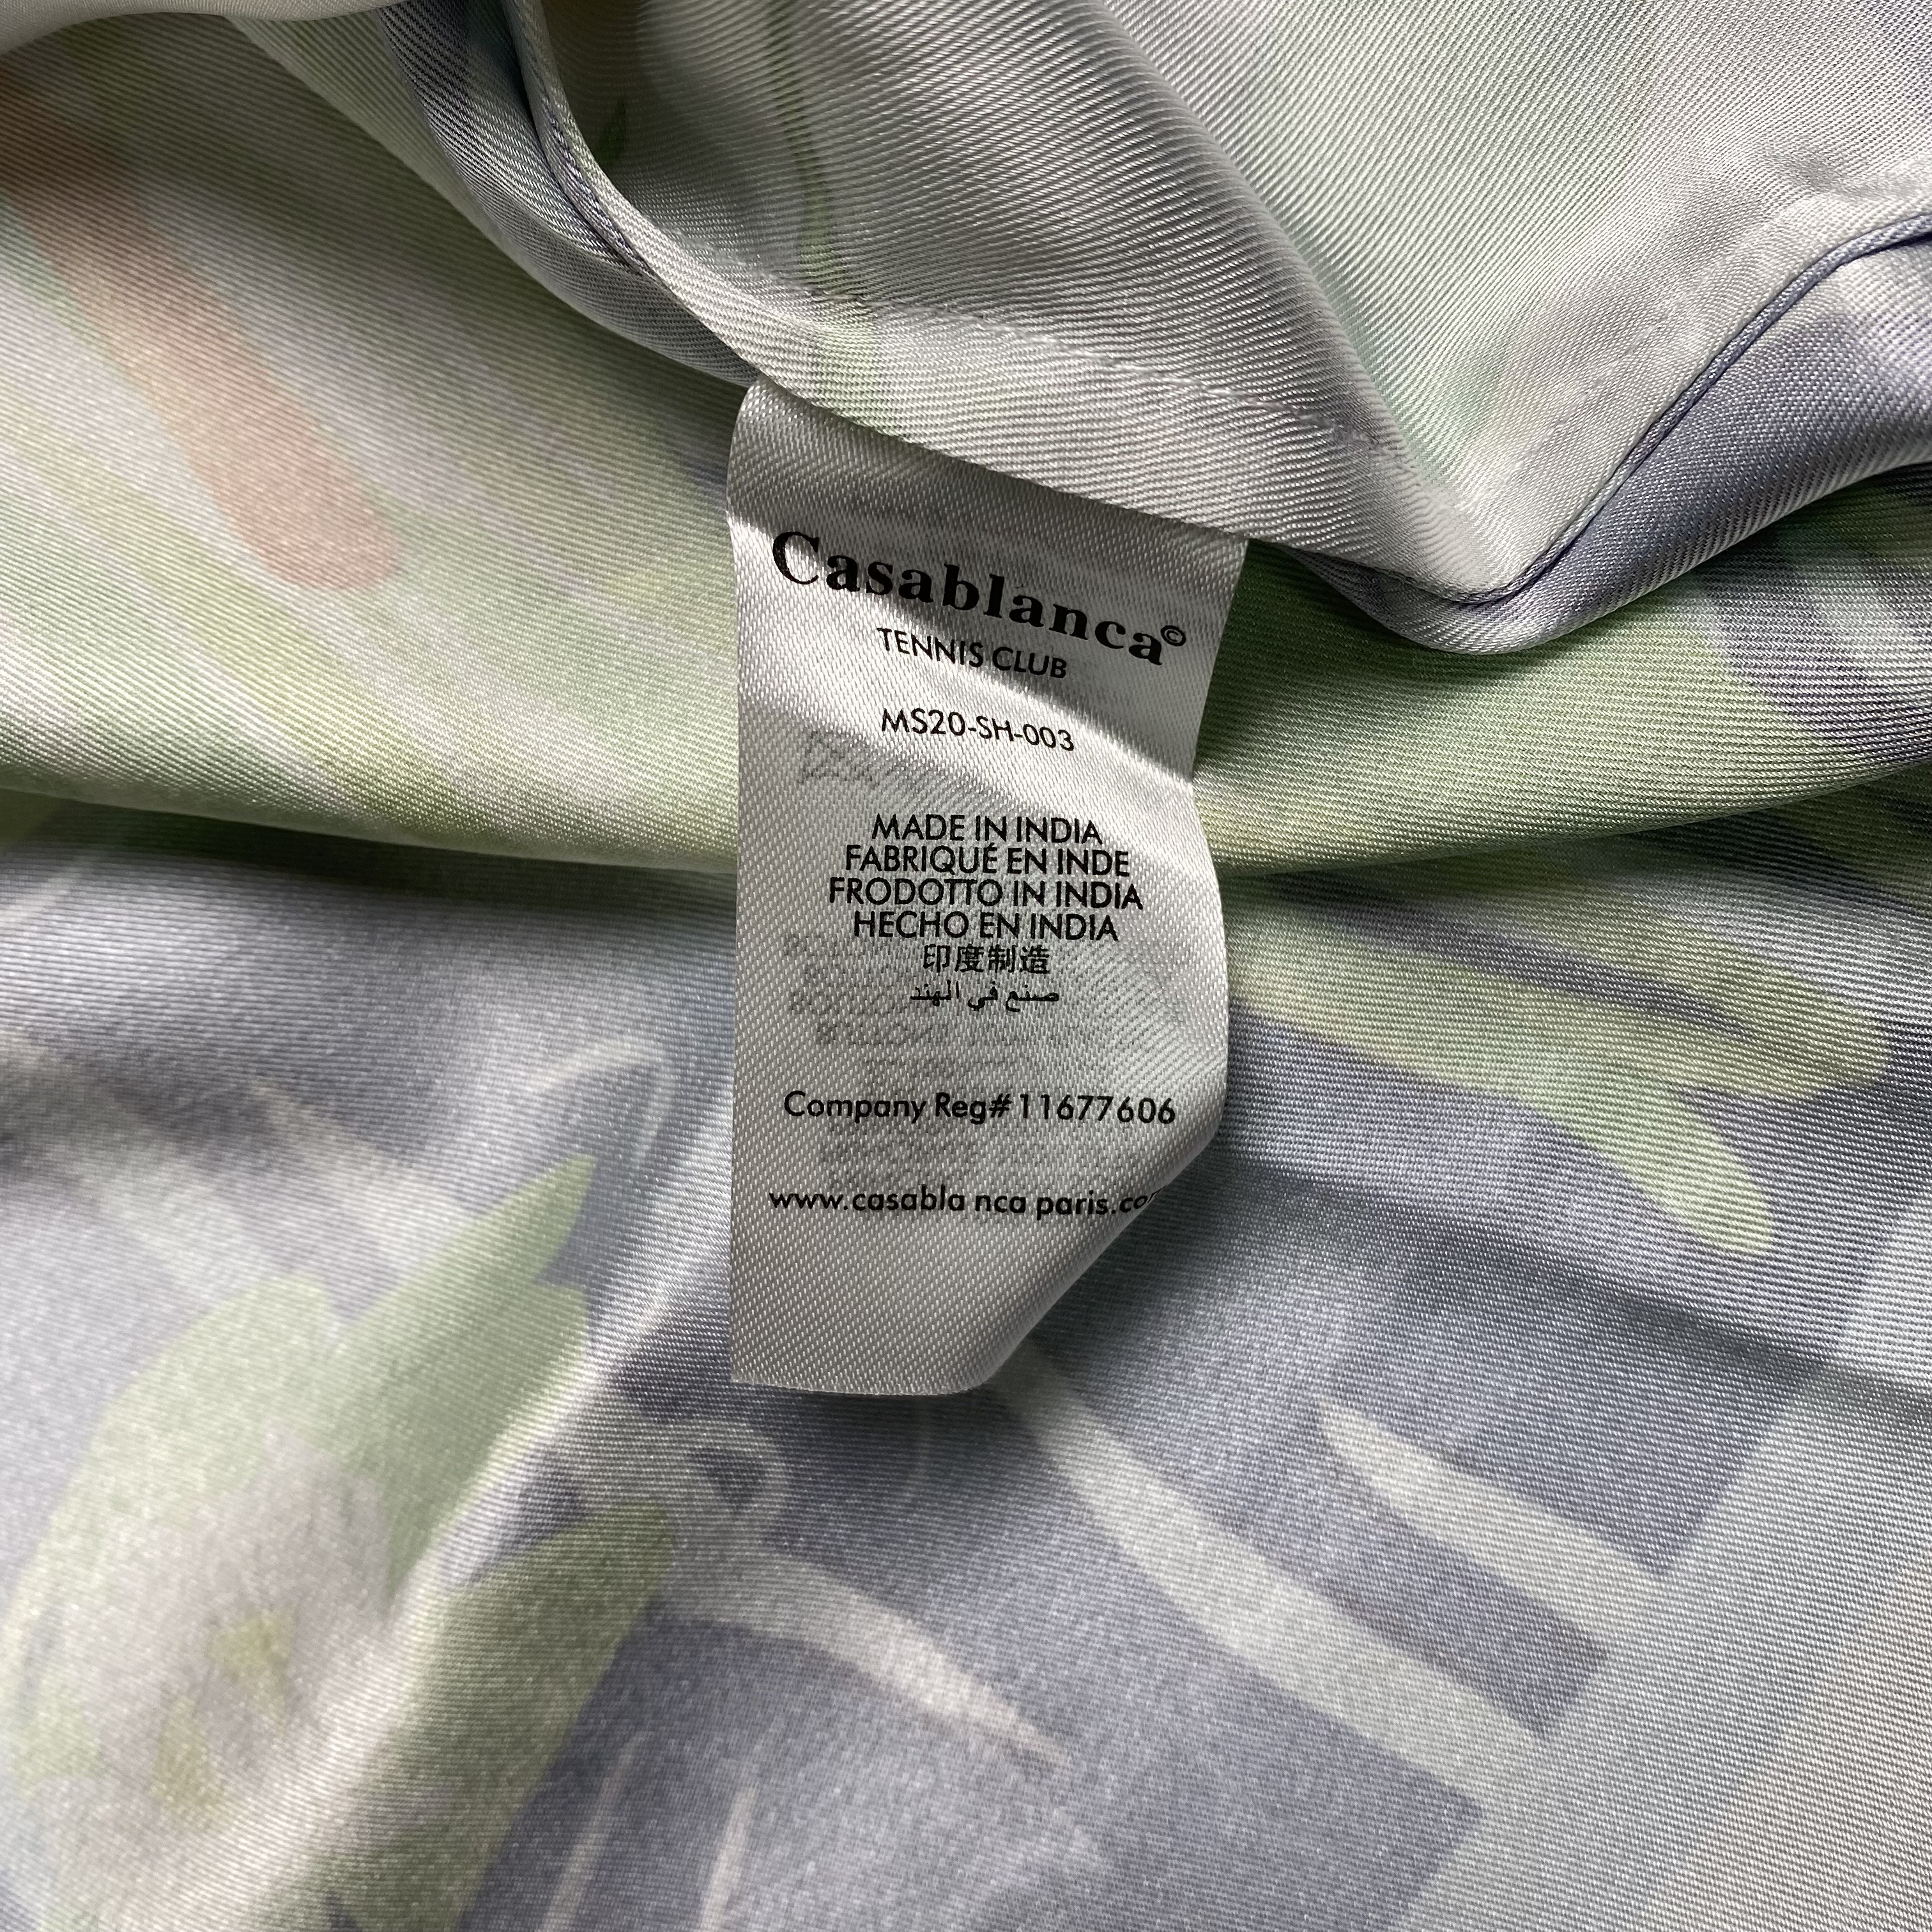 Casablanca©
TENNIS CLUB
MS20-SH-003
MADE IN INDIA
FABRIQUÉ EN INDE
FRODOTTO IN INDIA
HECHO EN INDIA
印度制造
صنع في الهند
Company Reg# 11677606
www.casabla nca paris.co